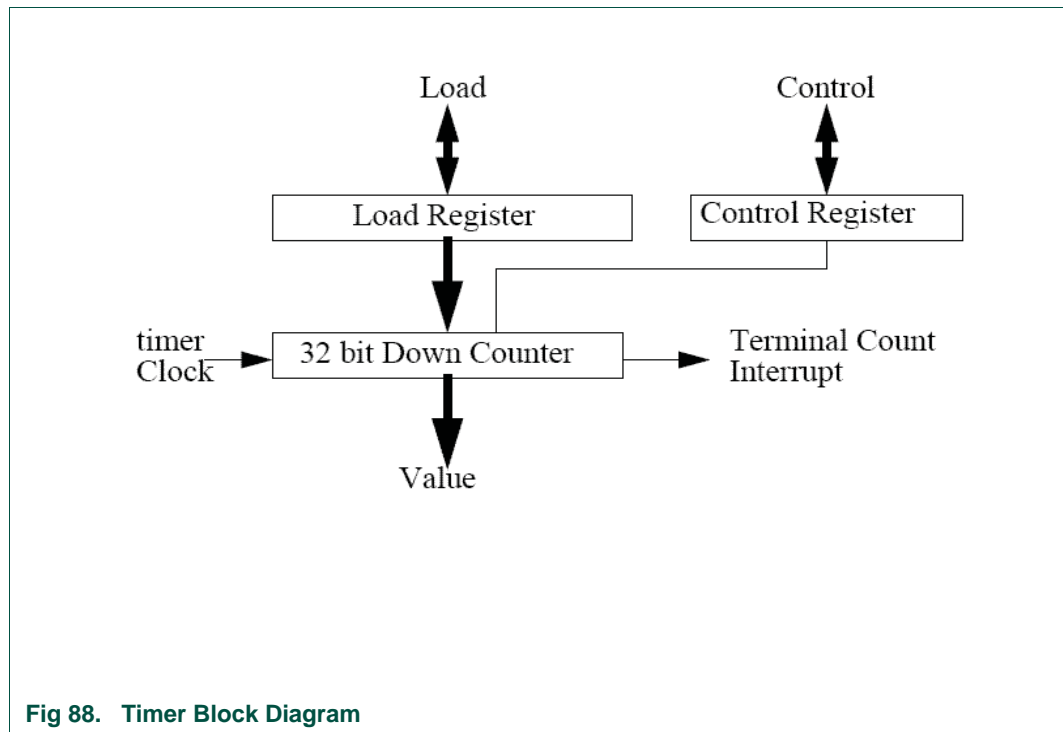 Load
Control
Load Register
Control Register
timer
Clock
32 bit Down Counter
Terminal Count
Interrupt
Value
Fig 88. Timer Block Diagram